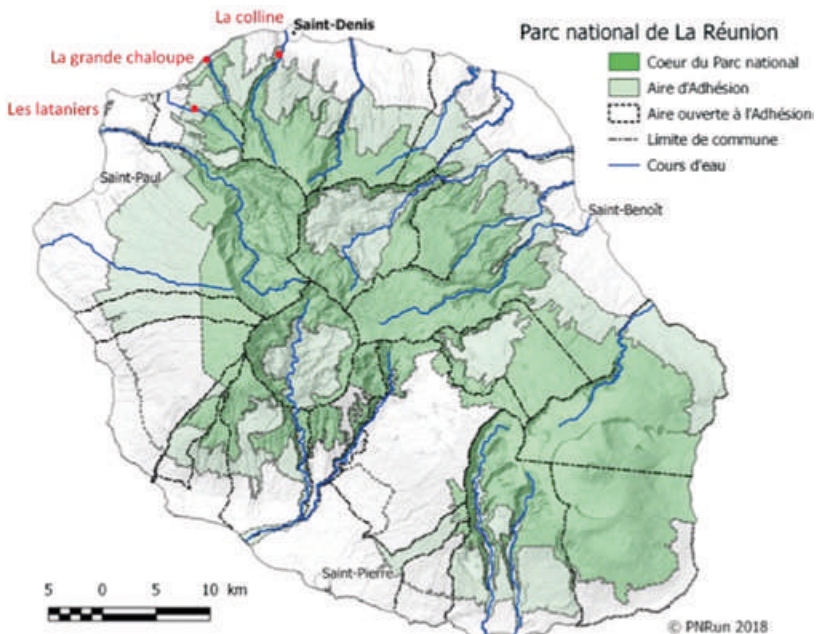 La colline
Saint-Denis
La grande chaloupe
Les lataniers
Saint-Paul
Saint-Benoît
Saint-Pierre
Parc national de La Réunion
Coeur du Parc national
Aire d'Adhésion
Aire ouverte à l'Adhésion
Limite de commune
Cours d'eau
5 0 5 10 km
© PNRun 2018